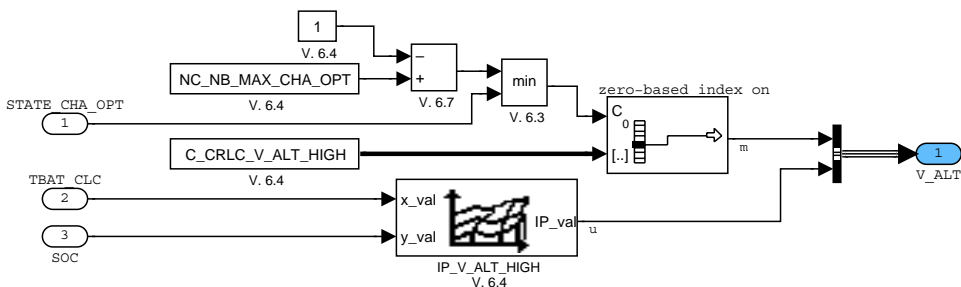 1
V. 6.4
−
+
V. 6.7
NC_NB_MAX_CHA_OPT
V. 6.4
min
V. 6.3
zero-based index on
C
0
[..]
m
STATE_CHA_OPT
1
C_CRLC_V_ALT_HIGH
V. 6.4
1
V_ALT
TBAT_CLC
2
x_val
y_val
IP_val
u
3
SOC
IP_V_ALT_HIGH
V. 6.4